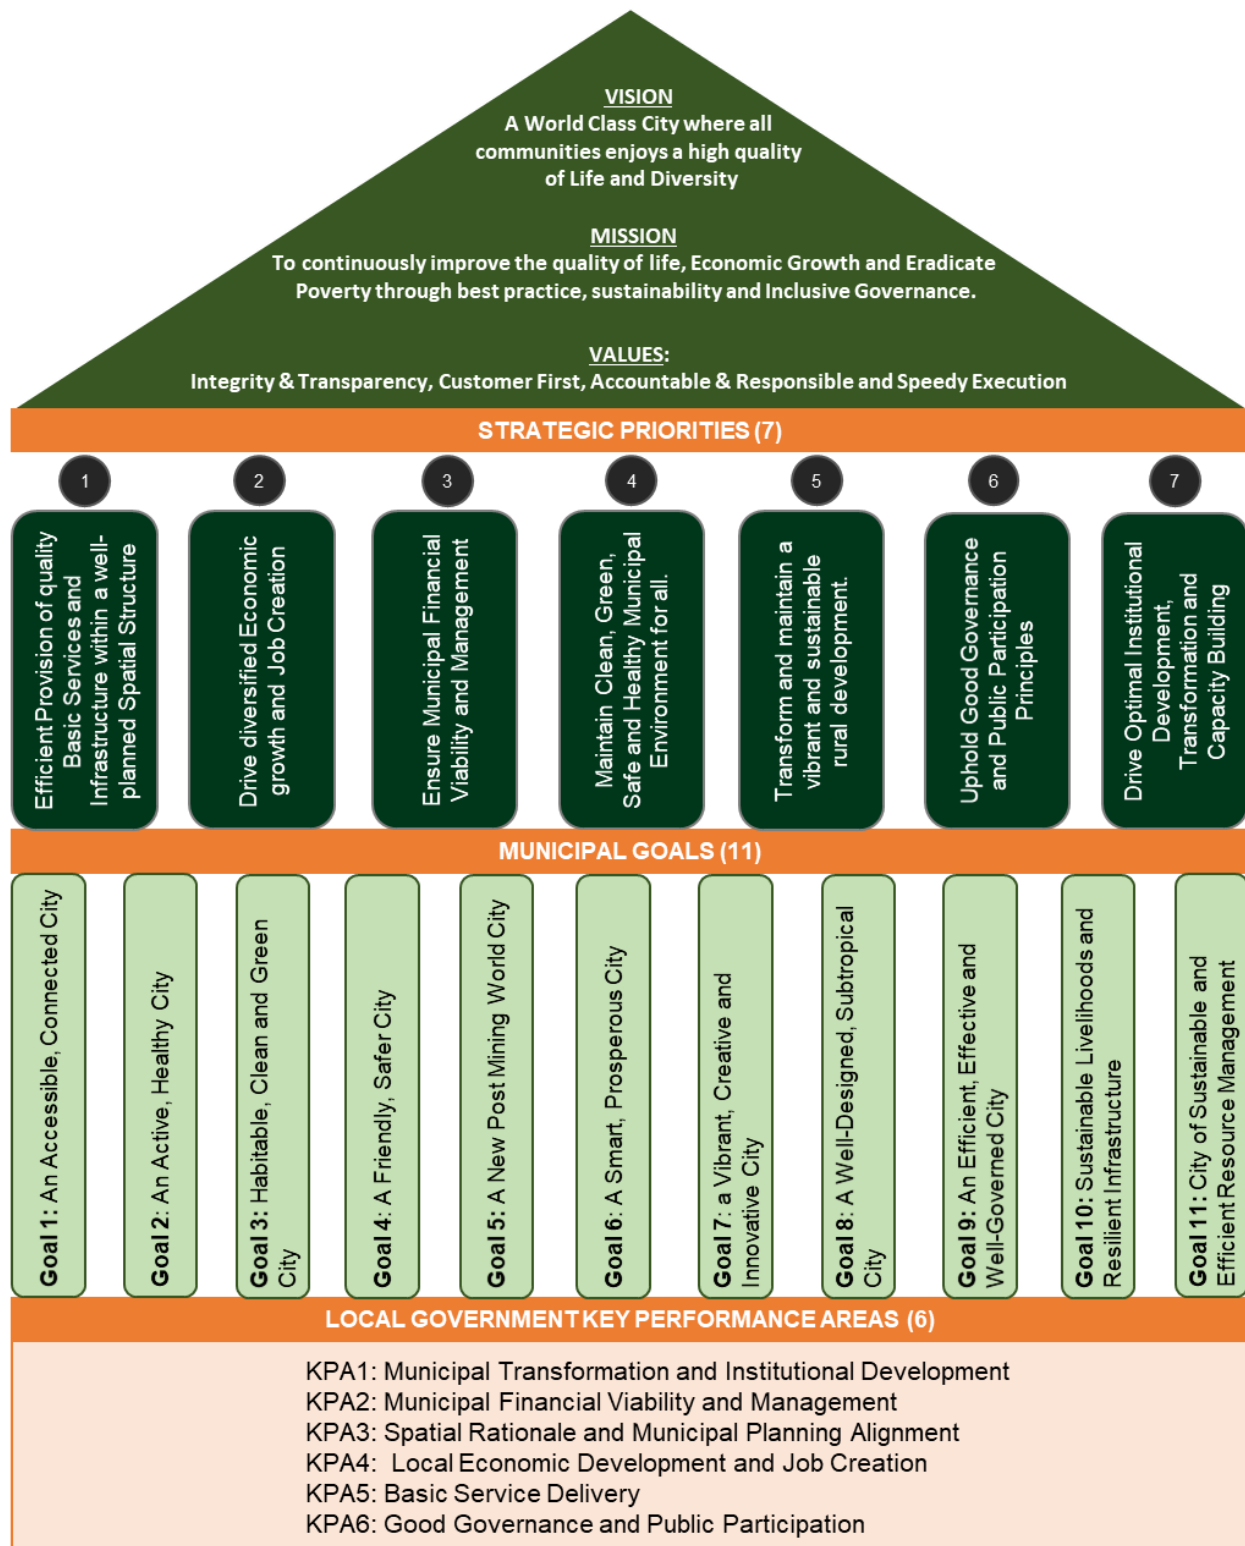 VISION
A World Class City where all
communities enjoys a high quality
of Life and Diversity
MISSION
To continuously improve the quality of life, Economic Growth and Eradicate
Poverty through best practice, sustainability and Inclusive Governance.
VALUES:
Integrity & Transparency, Customer First, Accountable & Responsible and Speedy Execution
STRATEGIC PRIORITIES (7)
1
Efficient Provision of quality
Basic Services and
Infrastructure within a well-
planned Spatial Structure
2
Drive diversified Economic
growth and Job Creation
3
Ensure Municipal Financial
Viability and Management
4
Maintain Clean, Green,
Safe and Healthy Municipal
Environment for all.
5
Transform and maintain a
vibrant and sustainable
rural development.
6
Uphold Good Governance
and Public Participation
Principles
7
Drive Optimal Institutional
Development,
Transformation and
Capacity Building
MUNICIPAL GOALS (11)
Goal 1: An Accessible, Connected City
Goal 2: An Active, Healthy City
Goal 3: Habitable, Clean and Green
City
Goal 4: A Friendly, Safer City
Goal 5: A New Post Mining World City
Goal 6: A Smart, Prosperous City
Goal 7: a Vibrant, Creative and
Innovative City
Goal 8: A Well-Designed, Subtropical
City
Goal 9: An Efficient, Effective and
Well-Governed City
Goal 10: Sustainable Livelihoods and
Resilient Infrastructure
Goal 11: City of Sustainable and
Efficient Resource Management
LOCAL GOVERNMENT KEY PERFORMANCE AREAS (6)
KPA1: Municipal Transformation and Institutional Development
KPA2: Municipal Financial Viability and Management
KPA3: Spatial Rationale and Municipal Planning Alignment
KPA4: Local Economic Development and Job Creation
KPA5: Basic Service Delivery
KPA6: Good Governance and Public Participation